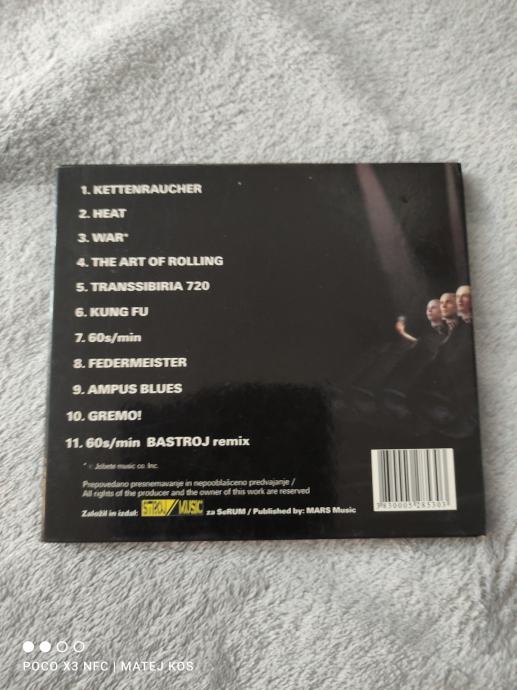 1. KETTENRAUCHER
2. HEAT
3. WAR*
4. THE ART OF ROLLING
5. TRANSSIBIRIA 720
6. KUNG FU
7. 60s/min
8. FEDERMEISTER
9. AMPUS BLUES
10. GREMO!
11. 60s/min BASTROJ remix
* © Jobete music co. Inc.
Prepovedano presnemavanje in nepooblaščeno predvajanje /
All rights of the producer and the owner of this work are reserved
Založil in izdal: STROJ MUSIC za SeRUM / Published by: MARS Music
3830005285303
POCO X3 NFC | MATEJ KOS